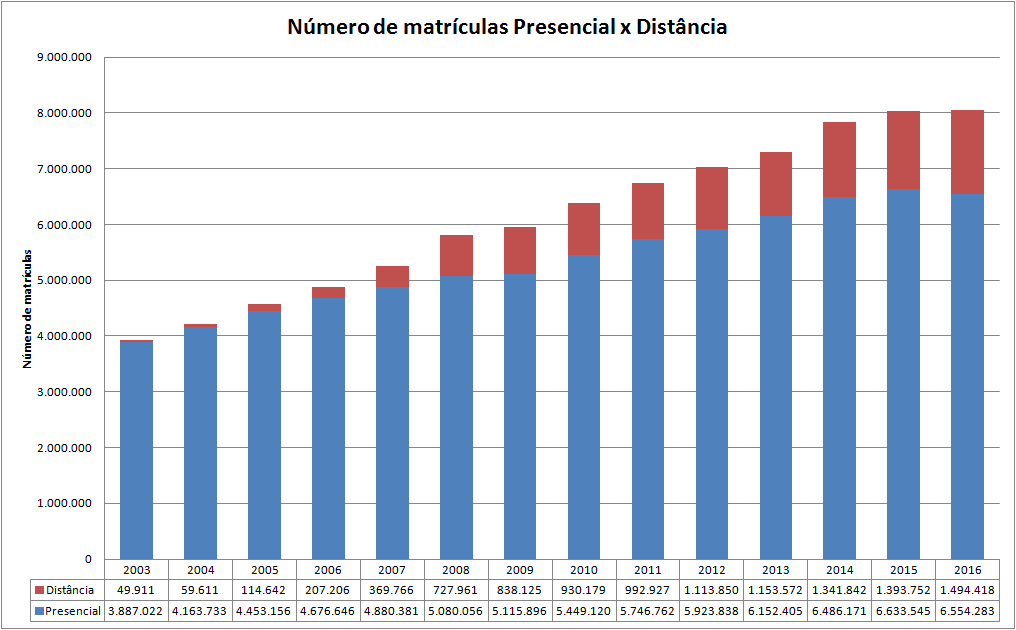 Número de matrículas Presencial x Distância
9.000.000
8.000.000
7.000.000
6.000.000
5.000.000
4.000.000
3.000.000
2.000.000
1.000.000
0
Número de matrículas
2003 2004 2005 2006 2007 2008 2009 2010 2011 2012 2013 2014 2015 2016
Distância 49.911 59.611 114.642 207.206 369.766 727.961 838.125 930.179 992.927 1.113.850 1.153.572 1.341.842 1.393.752 1.494.418
Presencial 3.887.022 4.163.733 4.453.156 4.676.646 4.880.381 5.080.056 5.115.896 5.449.120 5.746.762 5.923.838 6.152.405 6.486.171 6.633.545 6.554.283